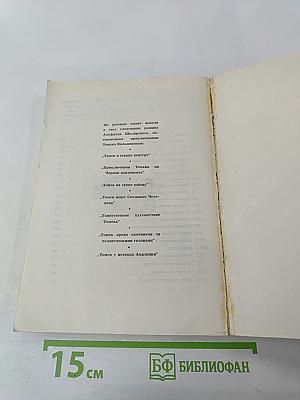 На русском языке вышли
в свет следующие романы
Альфреда Шклярского, по-
священные приключениям
Томека Вильмовского:
„Томек в стране кенгуру"
„Приключения Томека на
Черном континенте"
„Томек на тропе войны"
„Томек ищет Снежного Чело-
века"
„Таинственное путешествие
Томека"
„Томек среди охотников за
человеческими головами"
„Томек у истоков Амазонки"
15 см
БФ БИБЛИОФАН